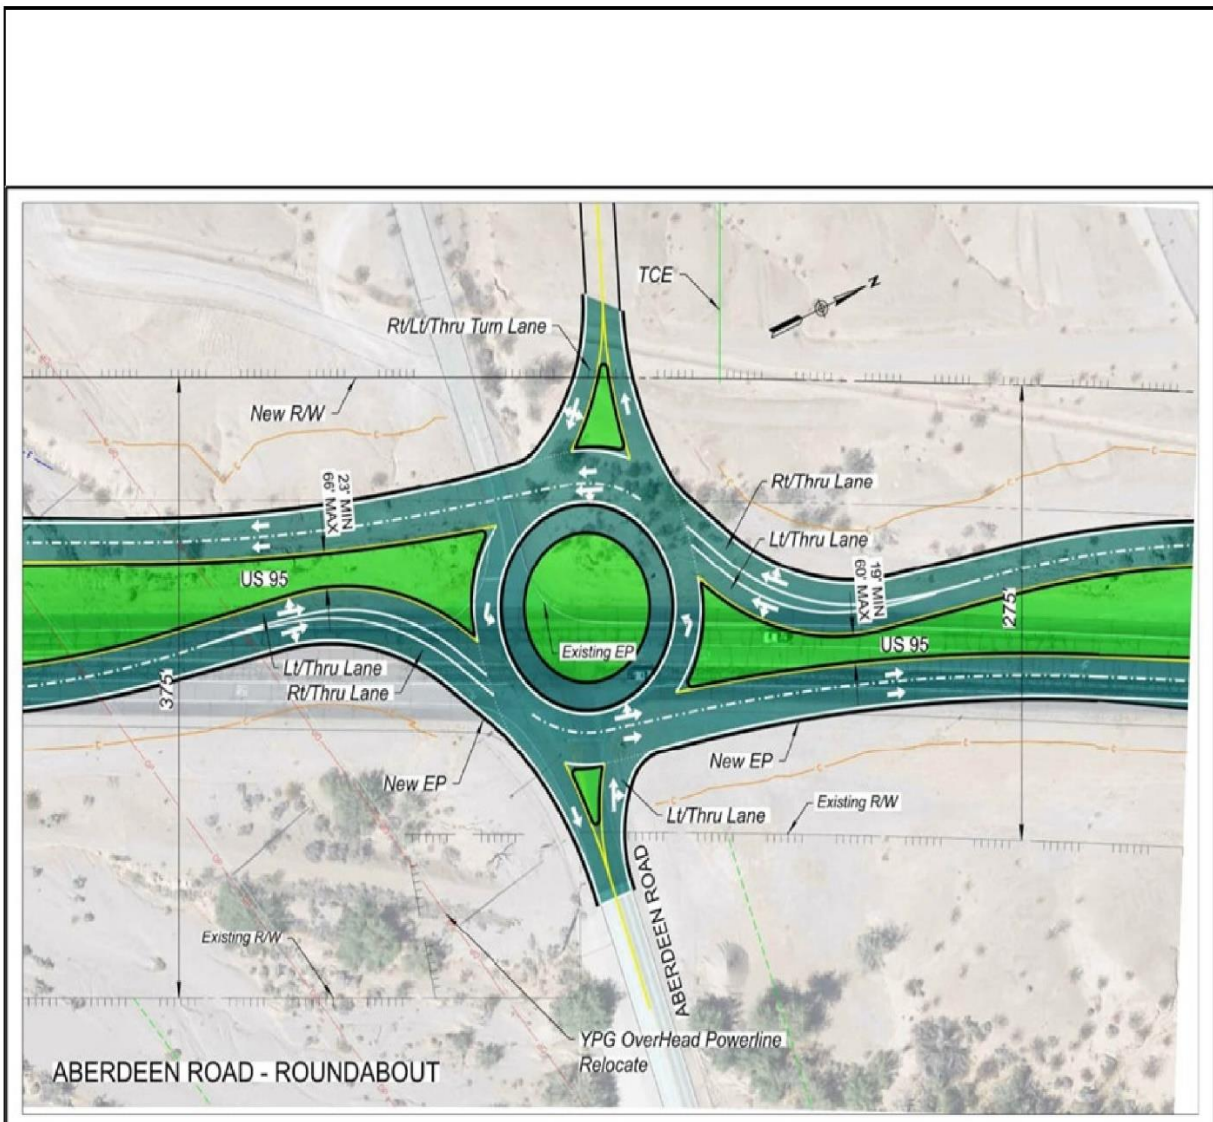 TCE
N
Rt/Lt/Thru Turn Lane
New R/W
23' MIN
66' MAX
Rt/Thru Lane
Lt/Thru Lane
19' MIN
60' MAX
275'
US 95
US 95
Existing EP
Lt/Thru Lane
Rt/Thru Lane
375'
New EP
New EP
Existing R/W
Lt/Thru Lane
ABERDEEN ROAD
Existing R/W
YPG OverHead Powerline
Relocate
ABERDEEN ROAD - ROUNDABOUT